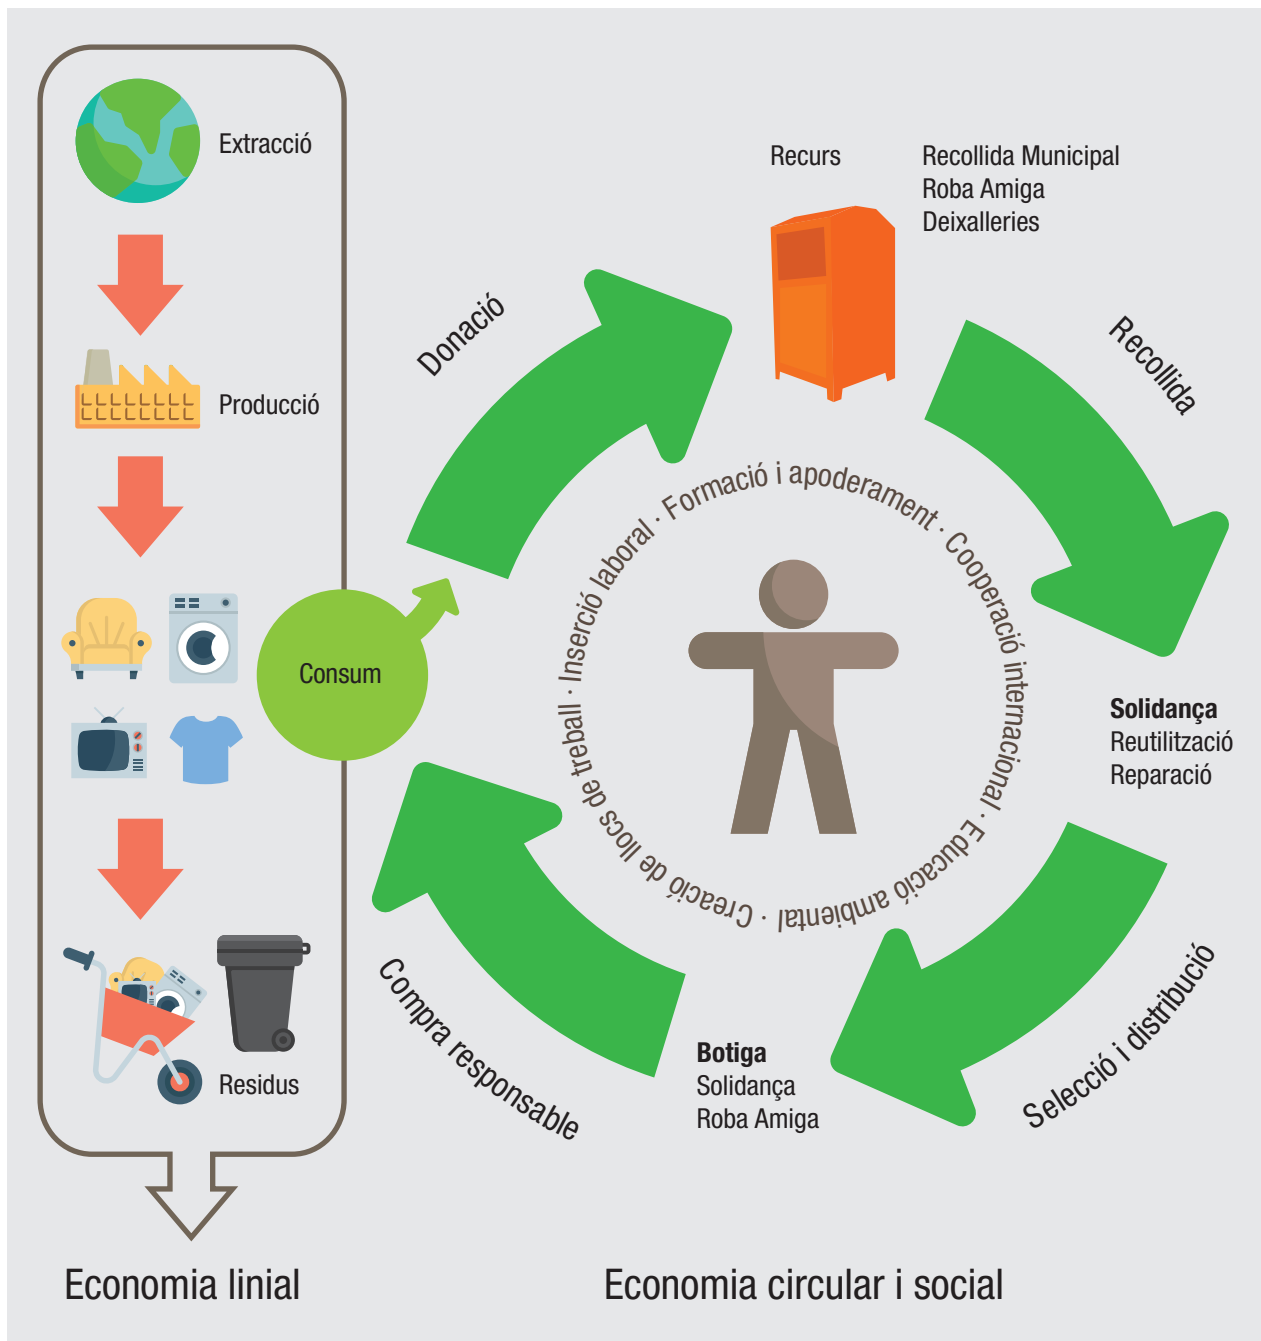 Extracció
Producció
Consum
Residus
Economia linial
Donació
Recurs
Recollida Municipal
Roba Amiga
Deixalleries
Recollida
Solidança
Reutilització
Reparació
Selecció i distribució
Botiga
Solidança
Roba Amiga
Compra responsable
Inserció laboral · Formació i apoderament · Cooperació internacional · Educació ambiental · Creació de llocs de treball ·
Economia circular i social